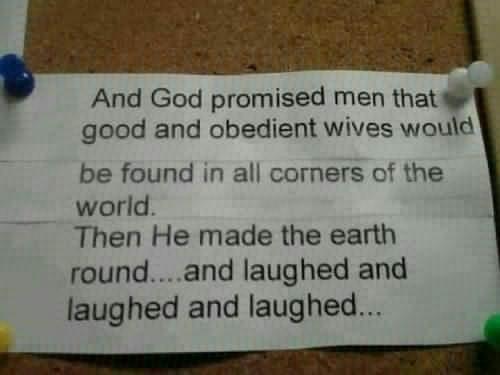 And God promised men that
good and obedient wives would
be found in all corners of the
world.
Then He made the earth
round....and laughed and
laughed and laughed...